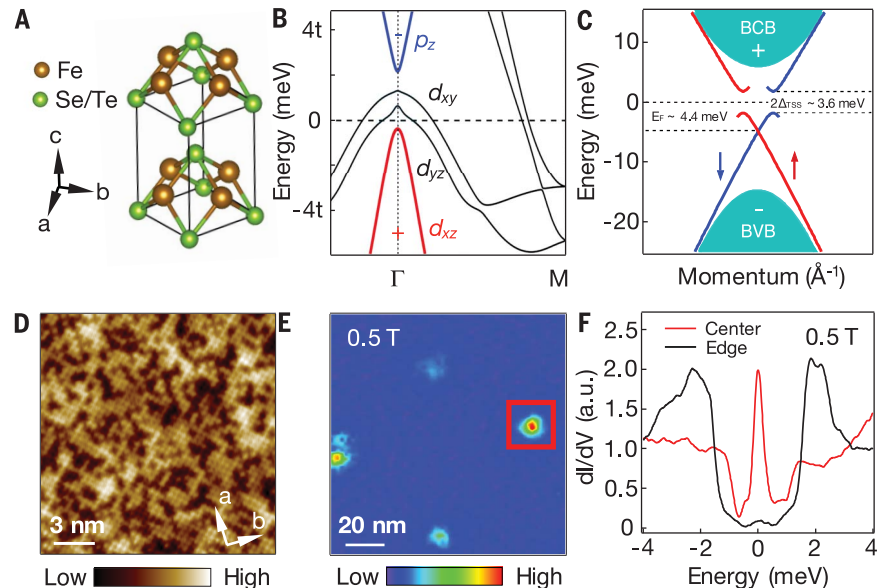 A
Fe
Se/Te
c
b
a
B
Energy (meV)
4t
0
-4t
-
pz
dxy
dyz
dxz
+
Γ
M
C
Energy (meV)
10
0
-10
-20
BCB
+
2ΔTSS ~ 3.6 meV
EF ~ 4.4 meV
-
BVB
Momentum (Å-1)
D
3 nm
a
b
Low
High
E
0.5 T
20 nm
Low
High
F
Center
Edge
0.5 T
dI/dV (a.u.)
2.5
2.0
1.5
1.0
0.5
0
-4
-2
0
2
4
Energy (meV)